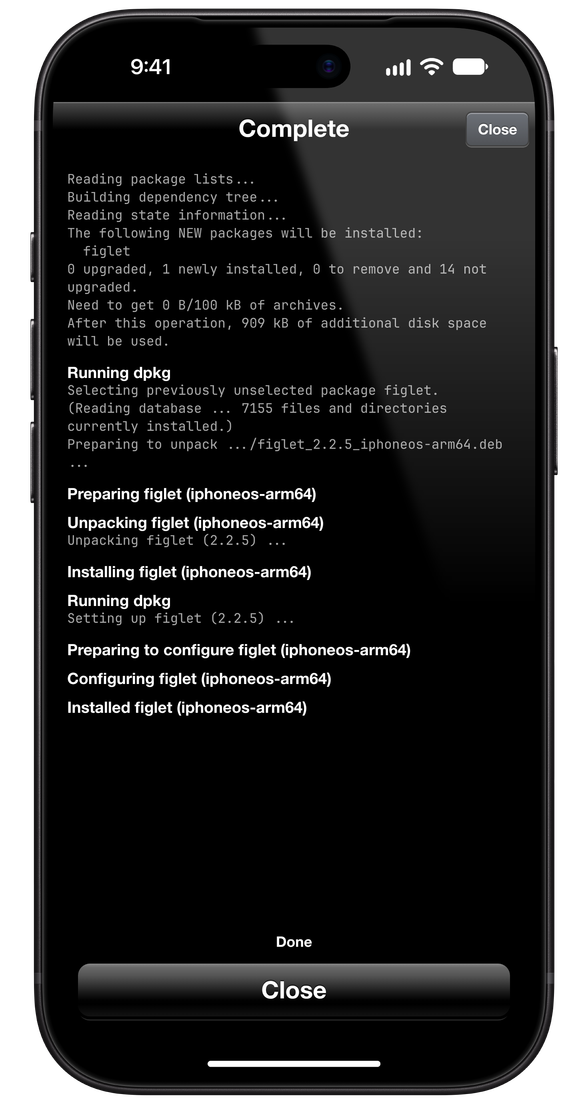 9:41
Complete
Close
Reading package lists...
Building dependency tree...
Reading state information...
The following NEW packages will be installed:
figlet
0 upgraded, 1 newly installed, 0 to remove and 14 not
upgraded.
Need to get 0 B/100 kB of archives.
After this operation, 909 kB of additional disk space
will be used.
Running dpkg
Selecting previously unselected package figlet.
(Reading database ... 7155 files and directories
currently installed.)
Preparing to unpack .../figlet_2.2.5_iphoneos-arm64.deb
...
Preparing figlet (iphoneos-arm64)
Unpacking figlet (iphoneos-arm64)
Unpacking figlet (2.2.5) ...
Installing figlet (iphoneos-arm64)
Running dpkg
Setting up figlet (2.2.5) ...
Preparing to configure figlet (iphoneos-arm64)
Configuring figlet (iphoneos-arm64)
Installed figlet (iphoneos-arm64)
Done
Close